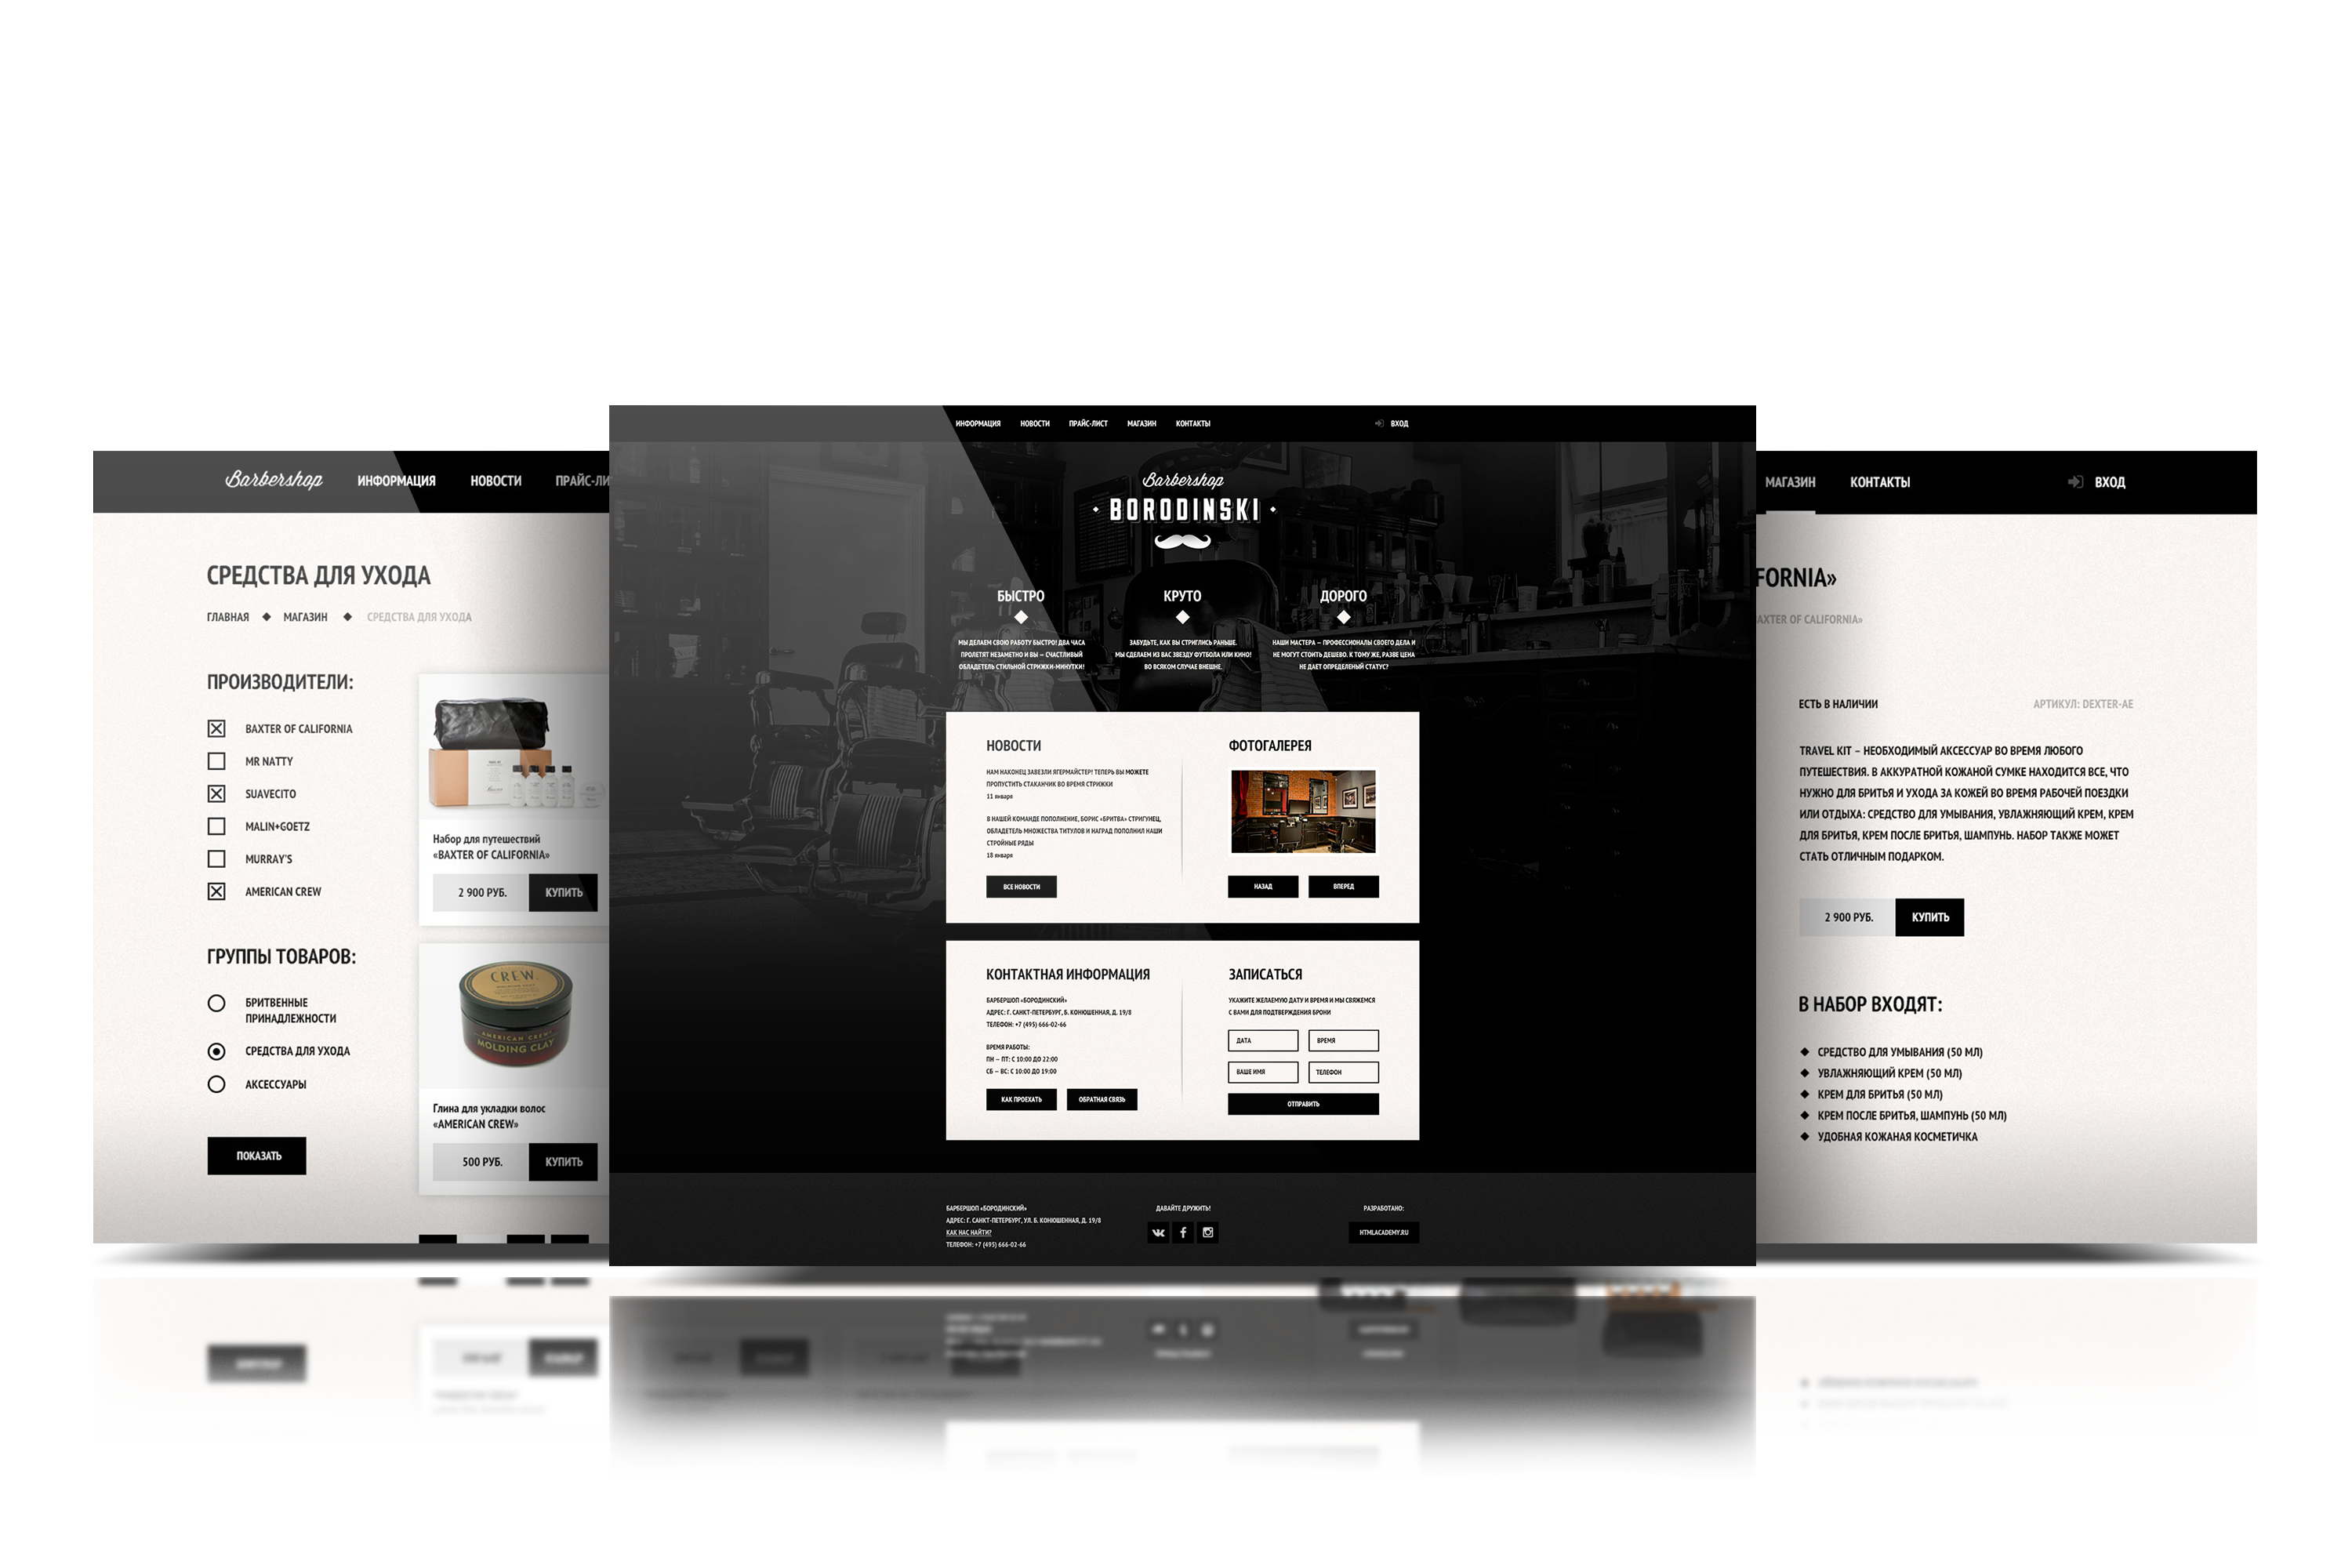 Barbershop
ИНФОРМАЦИЯ
НОВОСТИ
ПРАЙС-ЛИ
СРЕДСТВА ДЛЯ УХОДА
ГЛАВНАЯ ◆ МАГАЗИН ◆ СРЕДСТВА ДЛЯ УХОДА
ПРОИЗВОДИТЕЛИ:
BAXTER OF CALIFORNIA
MR NATTY
SUAVECITO
MALIN+GOETZ
MURRAY'S
AMERICAN CREW
ГРУППЫ ТОВАРОВ:
БРИТВЕННЫЕ
ПРИНАДЛЕЖНОСТИ
СРЕДСТВА ДЛЯ УХОДА
АКСЕССУАРЫ
ПОКАЗАТЬ
Набор для путешествий
«BAXTER OF CALIFORNIA»
2 900 РУБ.
КУПИТЬ
CREW
AMERICAN CREW
MOLDING CLAY
Глина для укладки волос
«AMERICAN CREW»
500 РУБ.
КУПИТЬ
ИНФОРМАЦИЯ
НОВОСТИ
ПРАЙС-ЛИСТ
МАГАЗИН
КОНТАКТЫ
ВХОД
Barbershop
BORODINSKI
БЫСТРО
МЫ ДЕЛАЕМ СВОЮ РАБОТУ БЫСТРО! ДВА ЧАСА
ПРОЛЕТЯТ НЕЗАМЕТНО И ВЫ — СЧАСТЛИВЫЙ
ОБЛАДАТЕЛЬ СТИЛЬНОЙ СТРИЖКИ-МИНУТКИ!
КРУТО
ЗАБУДЬТЕ, КАК ВЫ СТРИГЛИСЬ РАНЬШЕ.
МЫ СДЕЛАЕМ ИЗ ВАС ЗВЕЗДУ ФУТБОЛА ИЛИ КИНО!
ВО ВСЯКОМ СЛУЧАЕ ВНЕШНЕ.
ДОРОГО
НАШИ МАСТЕРА — ПРОФЕССИОНАЛЫ СВОЕГО ДЕЛА И
НЕ МОГУТ СТОИТЬ ДЕШЕВО. К ТОМУ ЖЕ, РАЗВЕ ЦЕНА
НЕ ДАЕТ ОПРЕДЕЛЕНЫЙ СТАТУС?
НОВОСТИ
НАМ НАКОНЕЦ ЗАВЕЗЛИ ЯГЕРМАЙСТЕР! ТЕПЕРЬ ВЫ МОЖЕТЕ
ПРОПУСТИТЬ СТАКАНЧИК ВО ВРЕМЯ СТРИЖКИ
11 января
В НАШЕЙ КОМАНДЕ ПОПОЛНЕНИЕ, БОРИС «БРИТВА» СТРИГУНЕЦ,
ОБЛАДЕТЕЛЬ МНОЖЕСТВА ТИТУЛОВ И НАГРАД ПОПОЛНИЛ НАШИ
СТРОЙНЫЕ РЯДЫ
18 января
ВСЕ НОВОСТИ
ФОТОГАЛЕРЕЯ
НАЗАД
ВПЕРЕД
КОНТАКТНАЯ ИНФОРМАЦИЯ
БАРБЕРШОП «БОРОДИНСКИЙ»
АДРЕС: Г. САНКТ-ПЕТЕРБУРГ, Б. КОНЮШЕННАЯ, Д. 19/8
ТЕЛЕФОН: +7 (495) 666-02-66
ВРЕМЯ РАБОТЫ:
ПН — ПТ: С 10:00 ДО 22:00
СБ — ВС: С 10:00 ДО 19:00
КАК ПРОЕХАТЬ
ОБРАТНАЯ СВЯЗЬ
ЗАПИСАТЬСЯ
УКАЖИТЕ ЖЕЛАЕМУЮ ДАТУ И ВРЕМЯ И МЫ СВЯЖЕМСЯ
С ВАМИ ДЛЯ ПОДТВЕРЖДЕНИЯ БРОНИ
ДАТА
ВРЕМЯ
ВАШЕ ИМЯ
ТЕЛЕФОН
ОТПРАВИТЬ
БАРБЕРШОП «БОРОДИНСКИЙ»
АДРЕС: Г. САНКТ-ПЕТЕРБУРГ, УЛ. Б. КОНЮШЕННАЯ, Д. 19/8
КАК НАС НАЙТИ?
ТЕЛЕФОН: +7 (495) 666-02-66
ДАВАЙТЕ ДРУЖИТЬ!
РАЗРАБОТАНО:
HTMLACADEMY.RU
МАГАЗИН
КОНТАКТЫ
ВХОД
FORNIA»
BAXTER OF CALIFORNIA»
ЕСТЬ В НАЛИЧИИ
АРТИКУЛ: DEXTER-AE
TRAVEL KIT – НЕОБХОДИМЫЙ АКСЕССУАР ВО ВРЕМЯ ЛЮБОГО
ПУТЕШЕСТВИЯ. В АККУРАТНОЙ КОЖАНОЙ СУМКЕ НАХОДИТСЯ ВСЕ, ЧТО
НУЖНО ДЛЯ БРИТЬЯ И УХОДА ЗА КОЖЕЙ ВО ВРЕМЯ РАБОЧЕЙ ПОЕЗДКИ
ИЛИ ОТДЫХА: СРЕДСТВО ДЛЯ УМЫВАНИЯ, УВЛАЖНЯЮЩИЙ КРЕМ, КРЕМ
ДЛЯ БРИТЬЯ, КРЕМ ПОСЛЕ БРИТЬЯ, ШАМПУНЬ. НАБОР ТАКЖЕ МОЖЕТ
СТАТЬ ОТЛИЧНЫМ ПОДАРКОМ.
2 900 РУБ.
КУПИТЬ
В НАБОР ВХОДЯТ:
◆ СРЕДСТВО ДЛЯ УМЫВАНИЯ (50 МЛ)
◆ УВЛАЖНЯЮЩИЙ КРЕМ (50 МЛ)
◆ КРЕМ ДЛЯ БРИТЬЯ (50 МЛ)
◆ КРЕМ ПОСЛЕ БРИТЬЯ, ШАМПУНЬ (50 МЛ)
◆ УДОБНАЯ КОЖАНАЯ КОСМЕТИЧКА